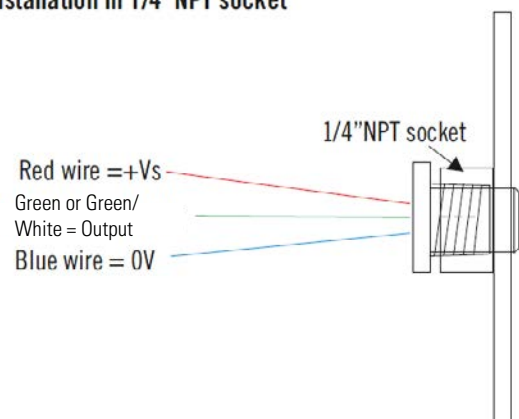 in 1/4" NPT socket
1/4”NPT socket
Red wire =+Vs
Green or Green/
White = Output
Blue wire = 0V